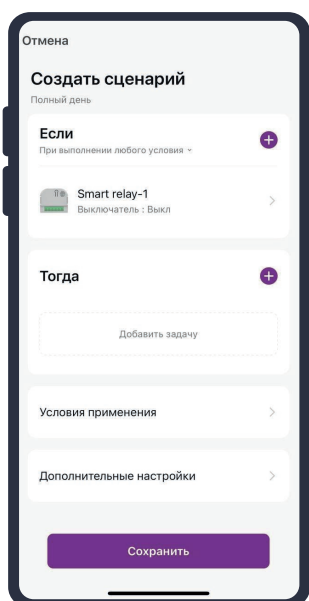 Отмена
Создать сценарий
Полный день
Если
При выполнении любого условия
Smart relay-1
Выключатель : Выкл
Тогда
Добавить задачу
Условия применения
Дополнительные настройки
Сохранить